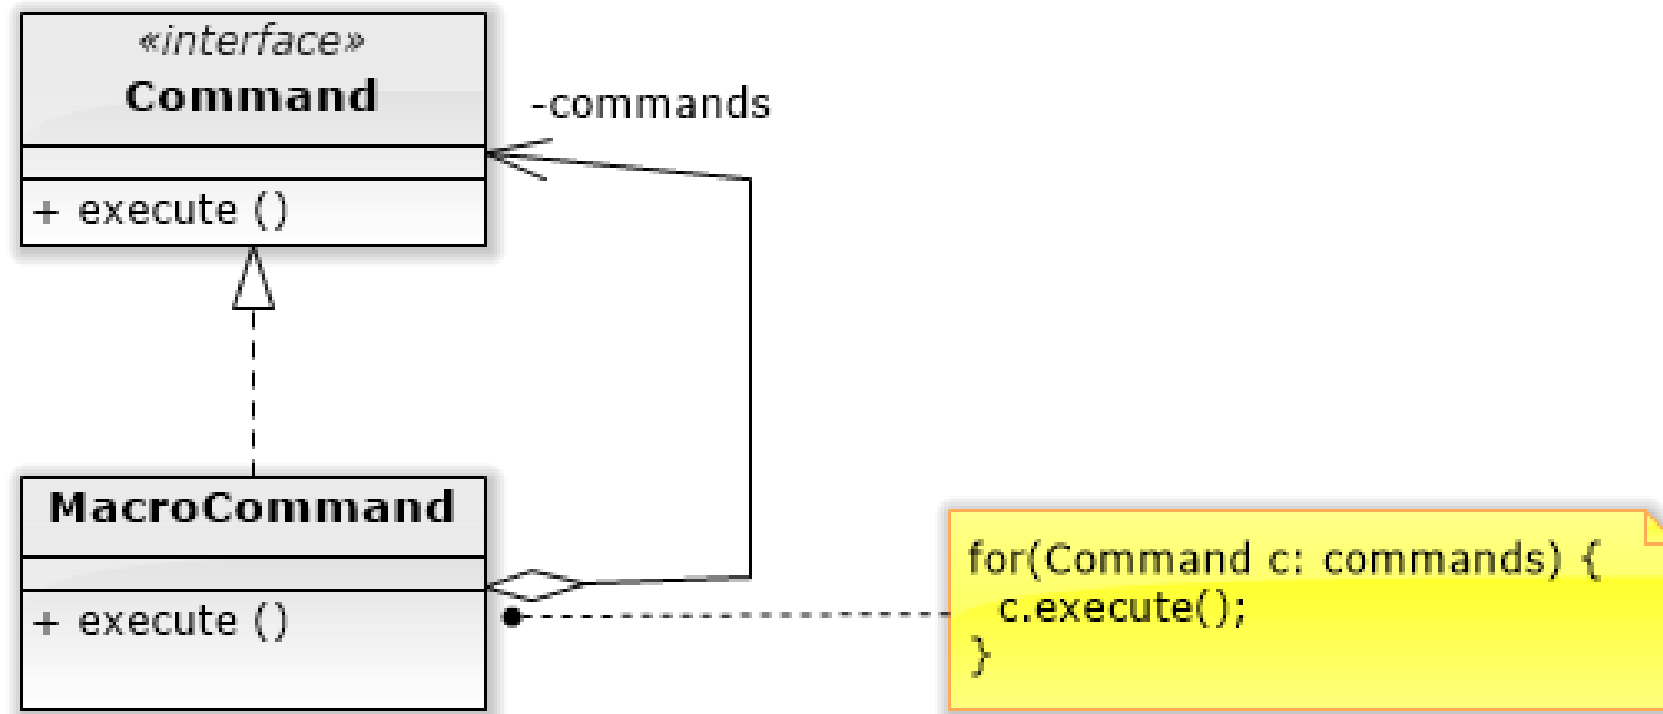 «interface»
Command
-commands
+ execute ()
MacroCommand
+ execute ()
for(Command c: commands) {
c.execute();
}